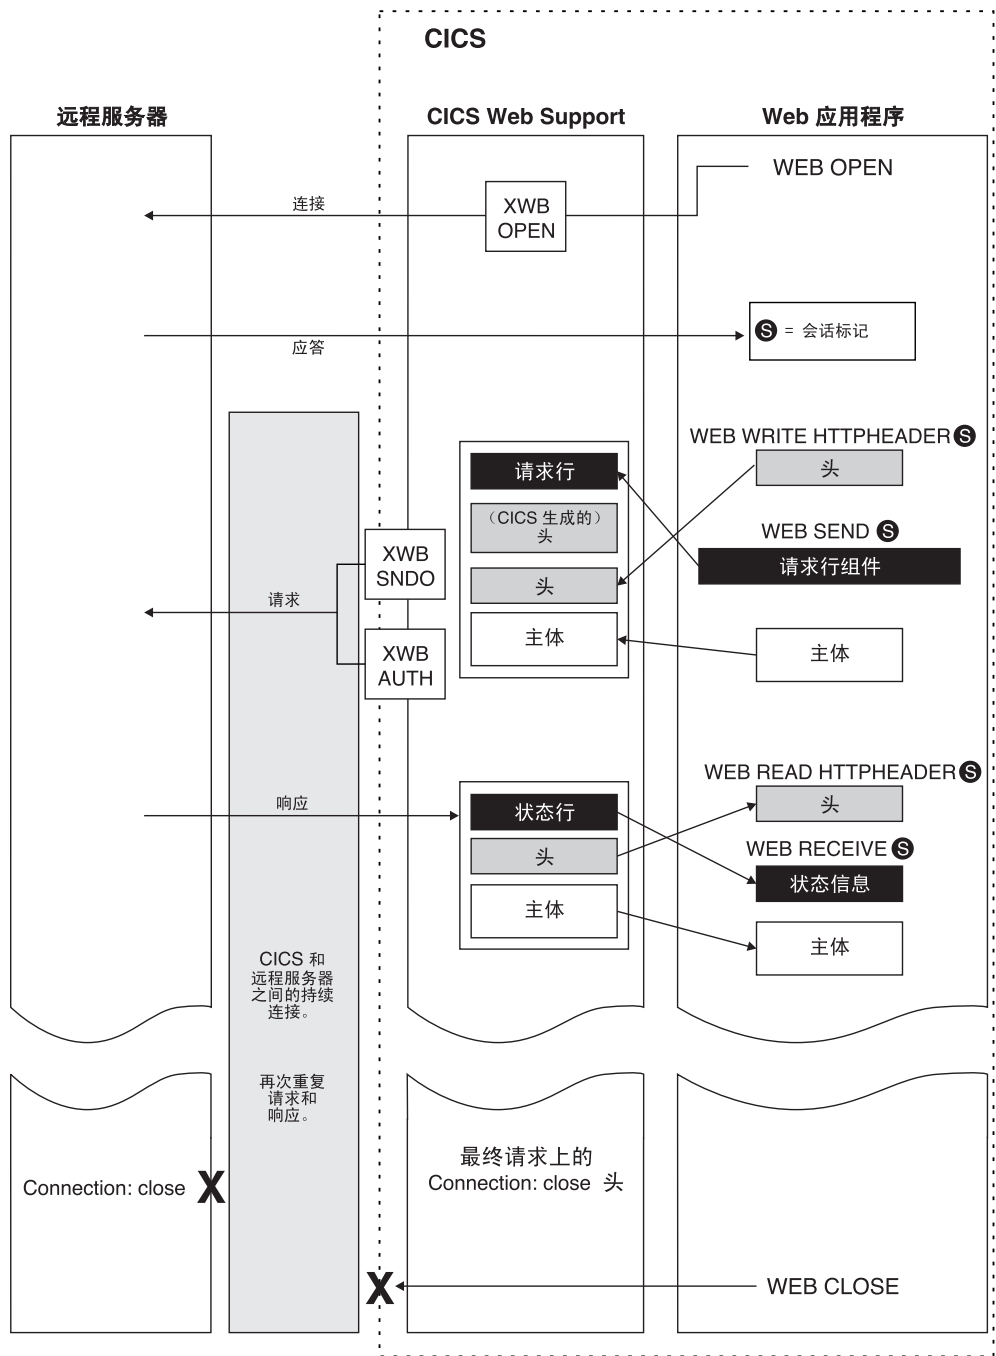 CICS
远程服务器
CICS Web Support
Web 应用程序
WEB OPEN
连接
XWB
OPEN
S = 会话标记
应答
WEB WRITE HTTPHEADER S
头
请求行
(CICS 生成的)
头
WEB SEND S
请求行组件
XWB
SNDO
头
请求
主体
主体
XWB
AUTH
WEB READ HTTPHEADER S
头
响应
状态行
WEB RECEIVE S
头
状态信息
主体
主体
CICS 和
远程服务器
之间的持续
连接。
再次重复
请求和
响应。
最终请求上的
Connection: close 头
Connection: close X
X
WEB CLOSE